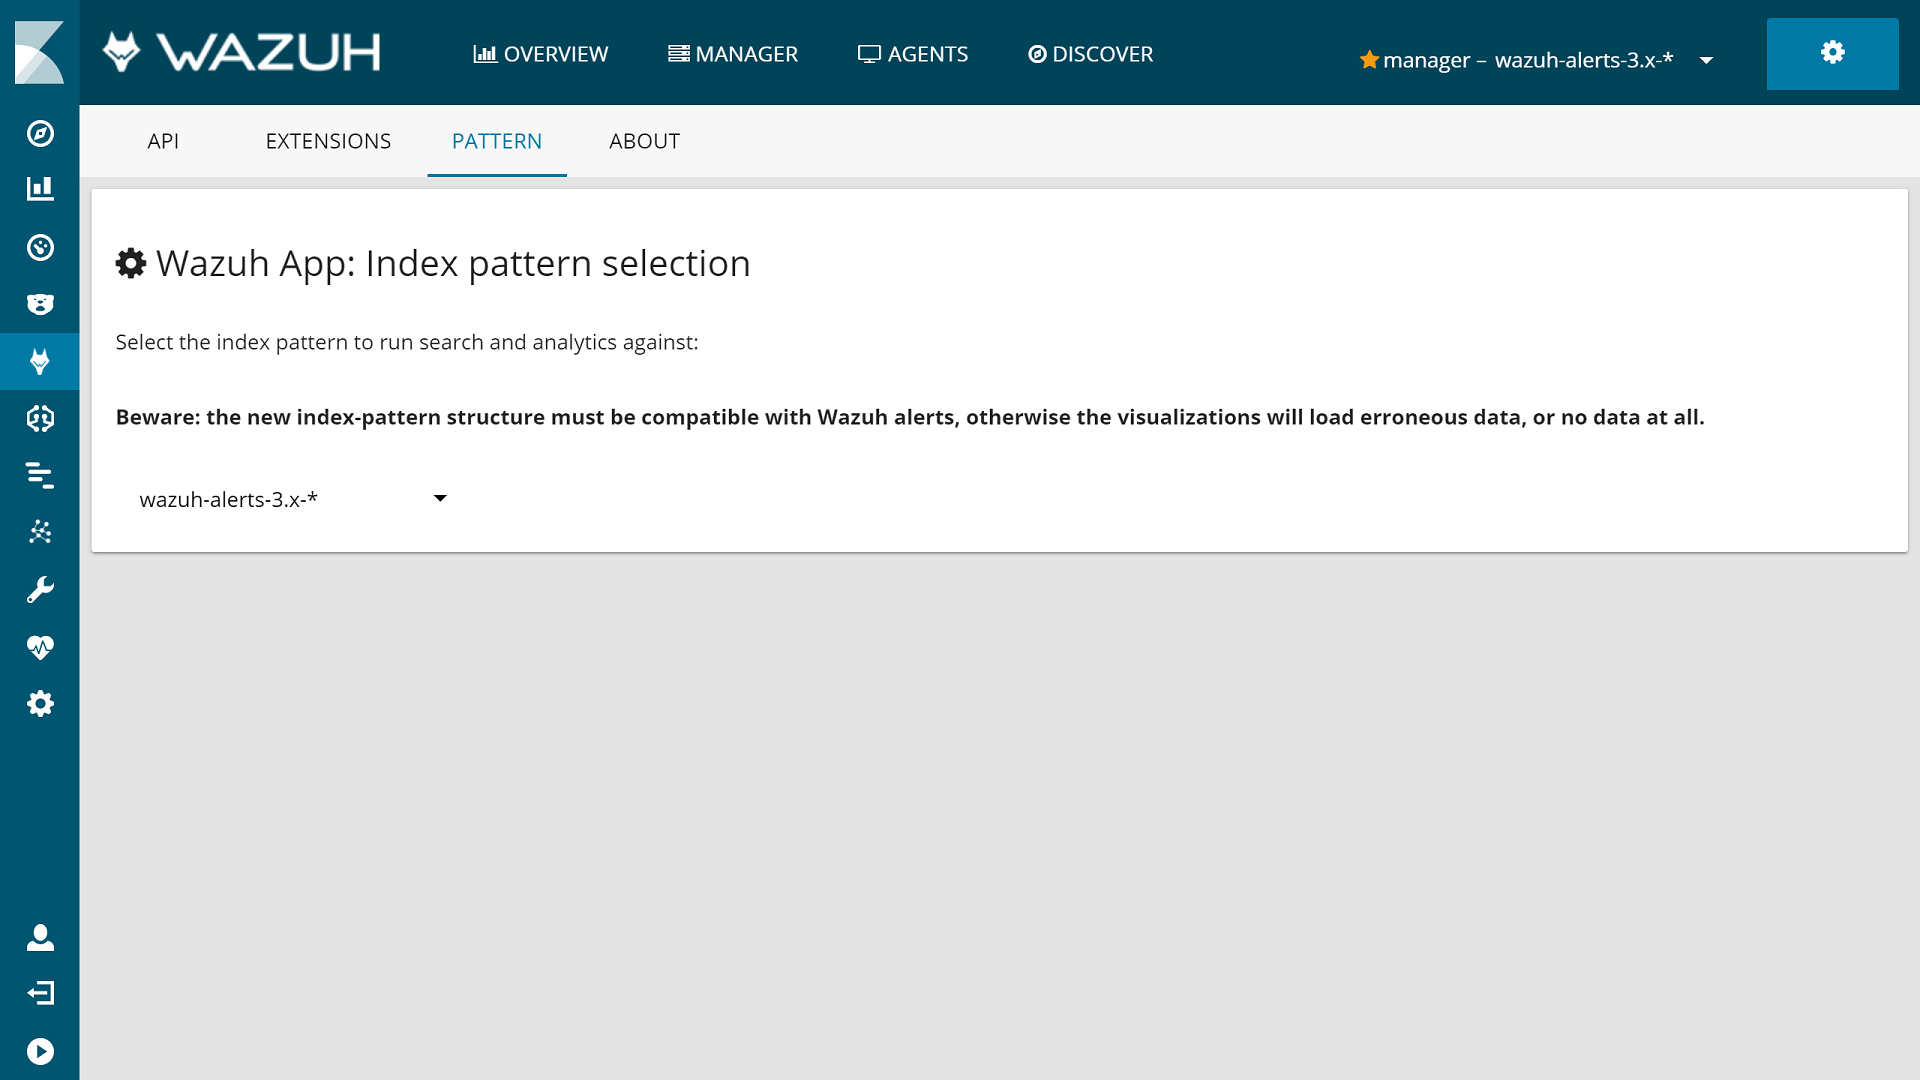 WAZUH
OVERVIEW
MANAGER
AGENTS
DISCOVER
manager – wazuh-alerts-3.x-*
API
EXTENSIONS
PATTERN
ABOUT
Wazuh App: Index pattern selection
Select the index pattern to run search and analytics against:
Beware: the new index-pattern structure must be compatible with Wazuh alerts, otherwise the visualizations will load erroneous data, or no data at all.
wazuh-alerts-3.x-*